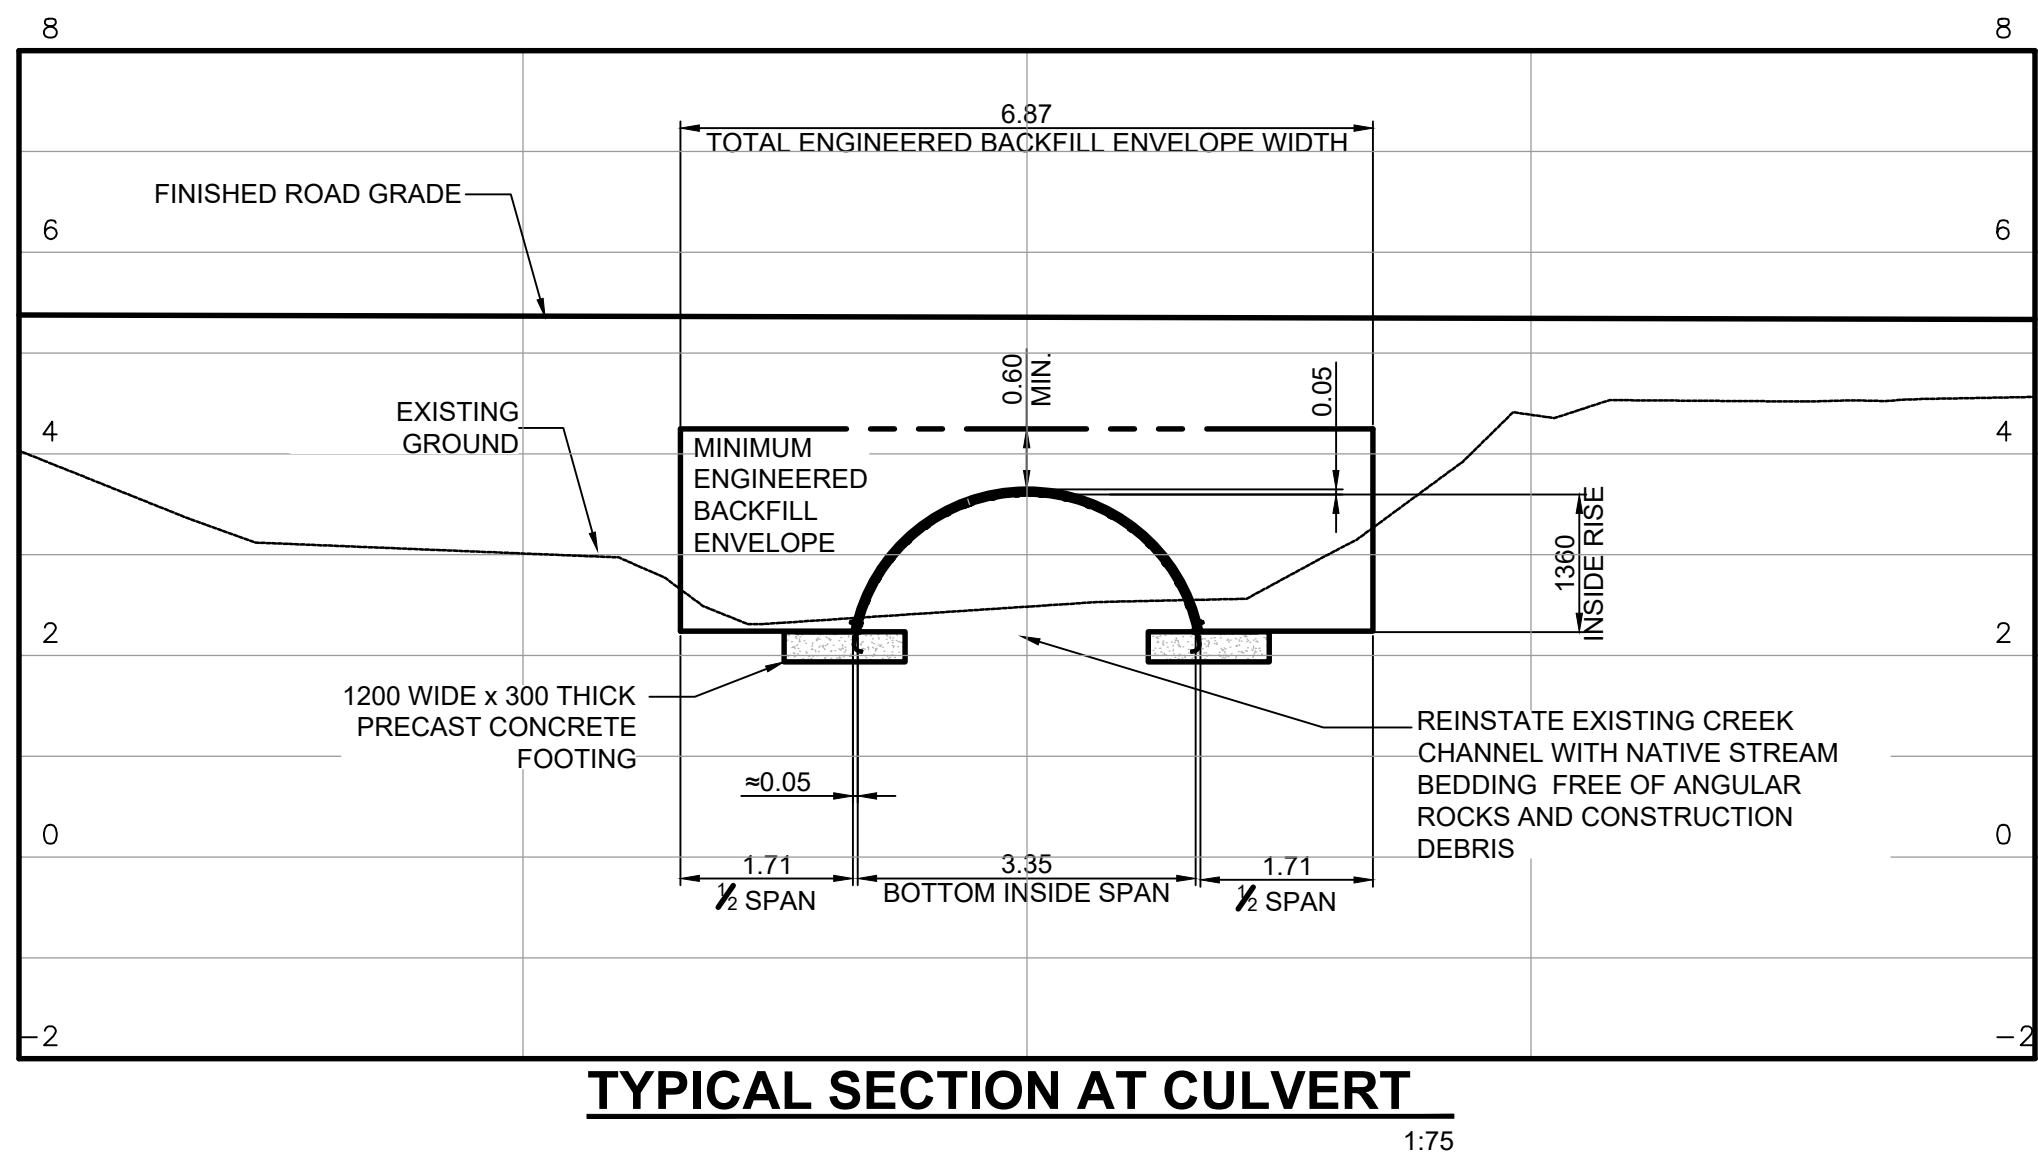 8 8
6.87
TOTAL ENGINEERED BACKFILL ENVELOPE WIDTH
FINISHED ROAD GRADE
6 6
0.60
MIN.
0.05
EXISTING
GROUND
4 4
MINIMUM
ENGINEERED
BACKFILL
ENVELOPE
1360
INSIDE RISE
2 2
1200 WIDE x 300 THICK
PRECAST CONCRETE
FOOTING
REINSTATE EXISTING CREEK
CHANNEL WITH NATIVE STREAM
BEDDING FREE OF ANGULAR
ROCKS AND CONSTRUCTION
DEBRIS
≈0.05
0 0
1.71
½ SPAN
3.35
BOTTOM INSIDE SPAN
1.71
½ SPAN
-2 -2
TYPICAL SECTION AT CULVERT
1:75